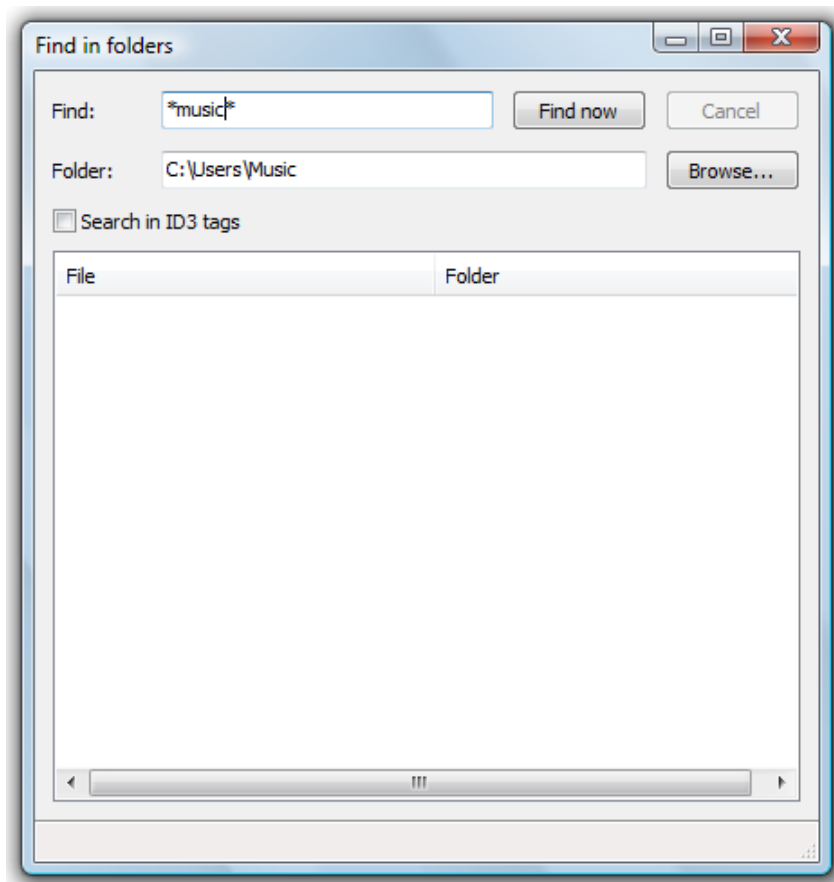 Find in folders
Find: *music* Find now Cancel
Folder: C:\Users\Music Browse...
Search in ID3 tags
File Folder